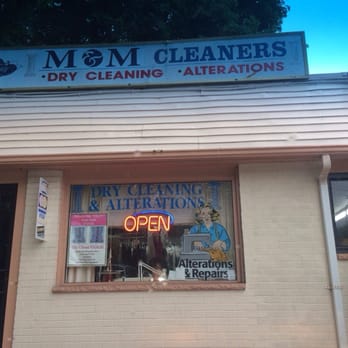 M & M CLEANERS
• DRY CLEANING • ALTERATIONS
DRY CLEANING
& ALTERATIONS
OPEN
Alterations
& Repairs